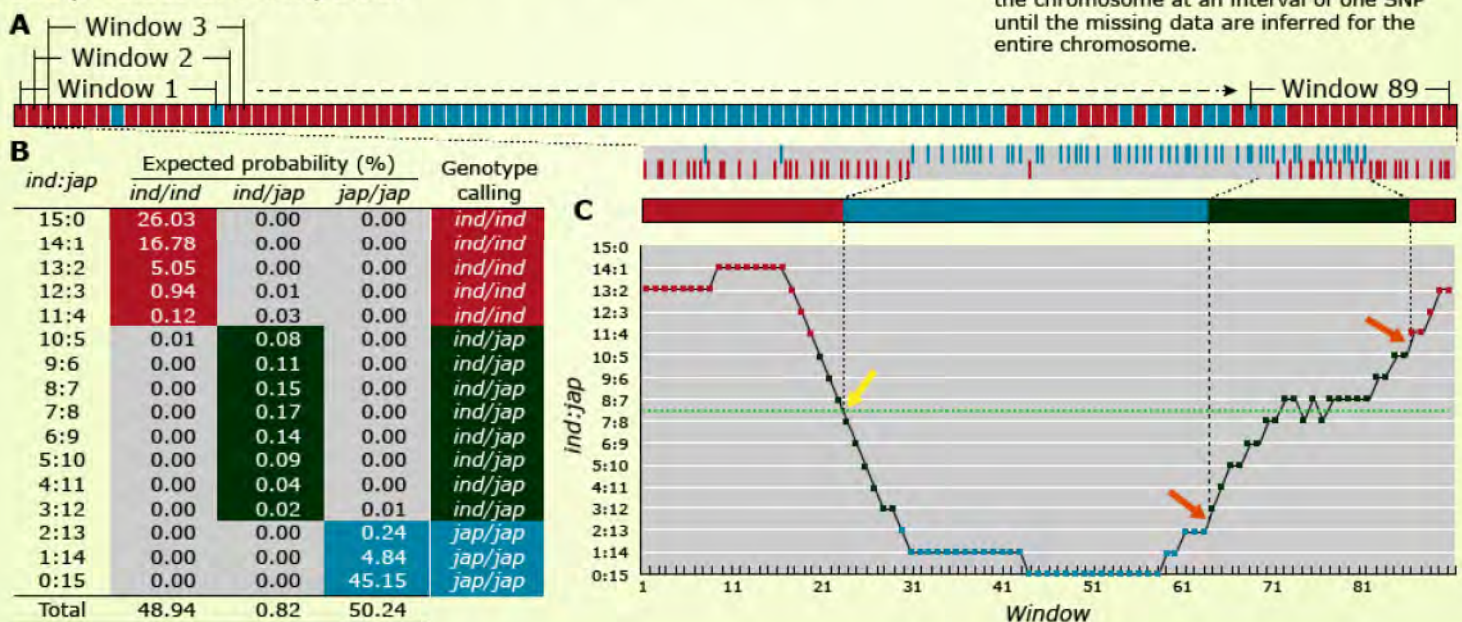 the chromosome at an interval of one SNP
until the missing data are inferred for the
entire chromosome.
A
Window 3
Window 2
Window 1
Window 89
B
ind:jap Expected probability (%) Genotype calling
ind/ind ind/jap jap/jap
15:0 26.03 0.00 0.00 ind/ind
14:1 16.78 0.00 0.00 ind/ind
13:2 5.05 0.00 0.00 ind/ind
12:3 0.94 0.01 0.00 ind/ind
11:4 0.12 0.03 0.00 ind/ind
10:5 0.01 0.08 0.00 ind/jap
9:6 0.00 0.11 0.00 ind/jap
8:7 0.00 0.15 0.00 ind/jap
7:8 0.00 0.17 0.00 ind/jap
6:9 0.00 0.14 0.00 ind/jap
5:10 0.00 0.09 0.00 ind/jap
4:11 0.00 0.04 0.00 ind/jap
3:12 0.00 0.02 0.01 ind/jap
2:13 0.00 0.00 0.24 jap/jap
1:14 0.00 0.00 4.84 jap/jap
0:15 0.00 0.00 45.15 jap/jap
Total 48.94 0.82 50.24
C
ind:jap
15:0
14:1
13:2
12:3
11:4
10:5
9:6
8:7
7:8
6:9
5:10
4:11
3:12
2:13
1:14
0:15
1 11 21 31 41 51 61 71 81
Window